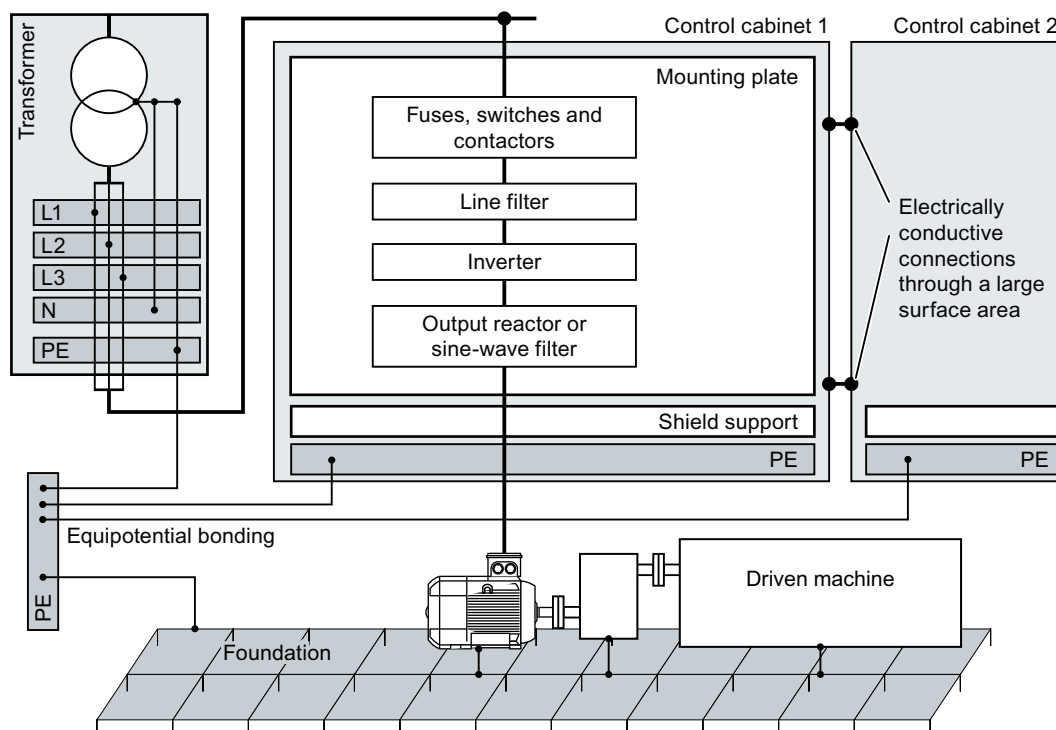 Transformer
L1
L2
L3
N
PE
Control cabinet 1
Control cabinet 2
Mounting plate
Fuses, switches and
contactors
Line filter
Inverter
Output reactor or
sine-wave filter
Electrically
conductive
connections
through a large
surface area
Shield support
PE
PE
Equipotential bonding
PE
Driven machine
Foundation